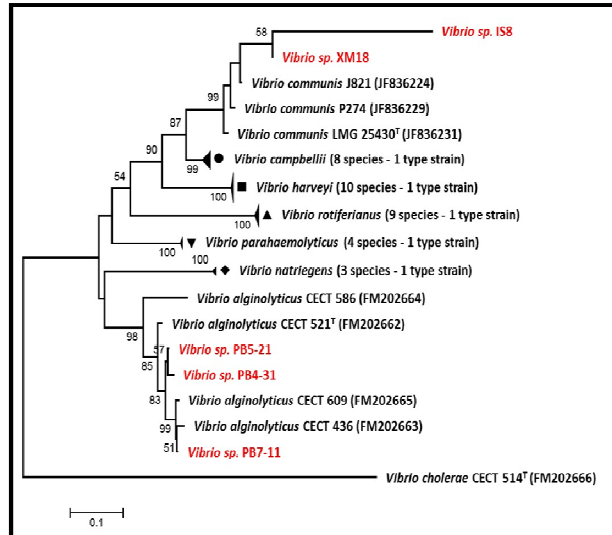 58
Vibrio sp. IS8
Vibrio sp. XM18
Vibrio communis J821 (JF836224)
99
Vibrio communis P274 (JF836229)
87
Vibrio communis LMG 25430ᵀ (JF836231)
90
Vibrio campbellii (8 species - 1 type strain)
99
54
Vibrio harveyi (10 species - 1 type strain)
100
Vibrio rotiferianus (9 species - 1 type strain)
100
Vibrio parahaemolyticus (4 species - 1 type strain)
100
100
Vibrio natriegens (3 species - 1 type strain)
Vibrio alginolyticus CECT 586 (FM202664)
98
Vibrio alginolyticus CECT 521ᵀ (FM202662)
57
Vibrio sp. PB5-21
85
Vibrio sp. PB4-31
83
Vibrio alginolyticus CECT 609 (FM202665)
99
Vibrio alginolyticus CECT 436 (FM202663)
51
Vibrio sp. PB7-11
Vibrio cholerae CECT 514ᵀ (FM202666)
0.1